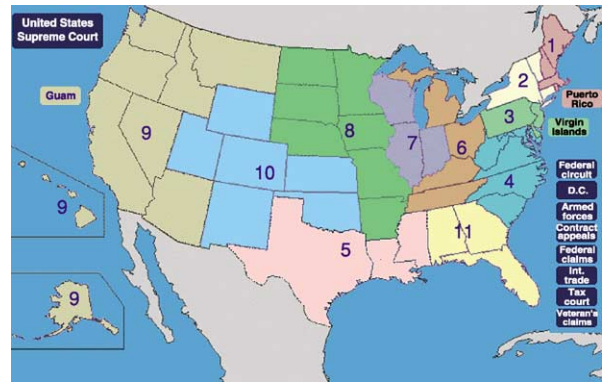 United States
Supreme Court
1
2
Guam
Puerto
Rico
3
Virgin
Islands
9
8
7
6
10
4
Federal
circuit
D.C.
9
Armed
forces
Contract
appeals
11
5
Federal
claims
Int.
trade
9
Tax
court
Veteran's
claims